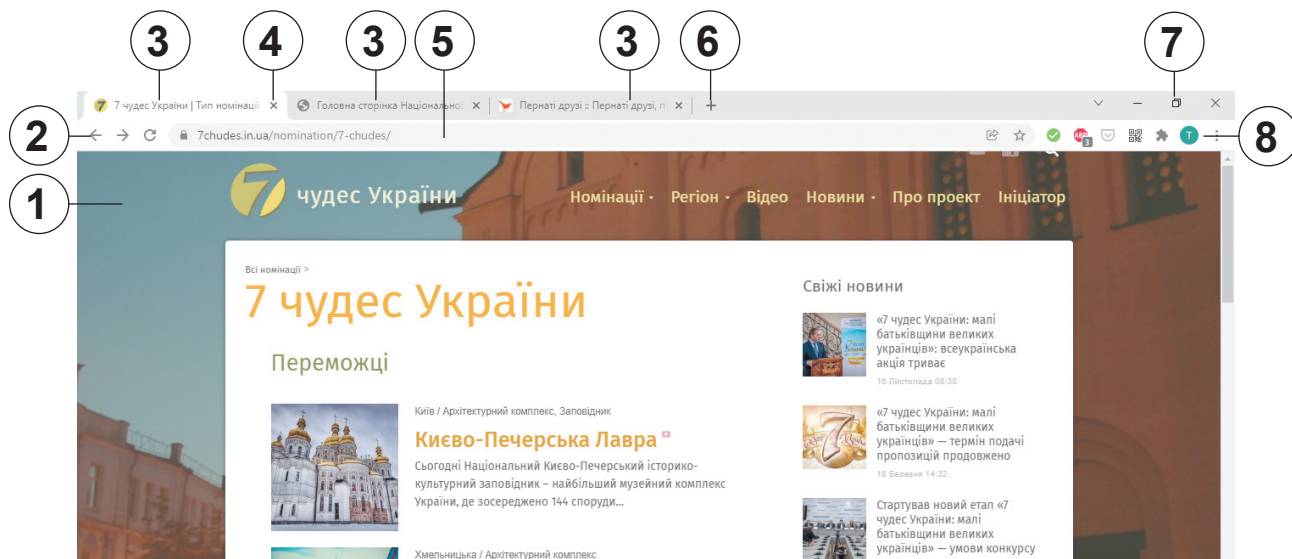 3 4 3 5 3 6 7
7 чудес України | Тип номінації
Головна сторінка Національної
Пернаті друзі :: Пернаті друзі, п
2
7chudes.in.ua/nomination/7-chudes/
ABP
3
T
8
1
7 чудес України
Номінації Регіон Відео Новини Про проект Ініціатор
Всі номінації >
7 чудес України
Переможці
Київ / Архітектурний комплекс, Заповідник
Києво-Печерська Лавра
Сьогодні Національний Києво-Печерський історико-
культурний заповідник – найбільший музейний комплекс
України, де зосереджено 144 споруди...
Хмельницька / Архітектурний комплекс
Свіжі новини
«7 чудес України: малі
батьківщини великих
українців»: всеукраїнська
акція триває
16 Листопада 08:38
«7 чудес України: малі
батьківщини великих
українців» — термін подачі
пропозицій продовжено
18 Березня 14:32
Стартував новий етап «7
чудес України: малі
батьківщини великих
українців» — умови конкурсу